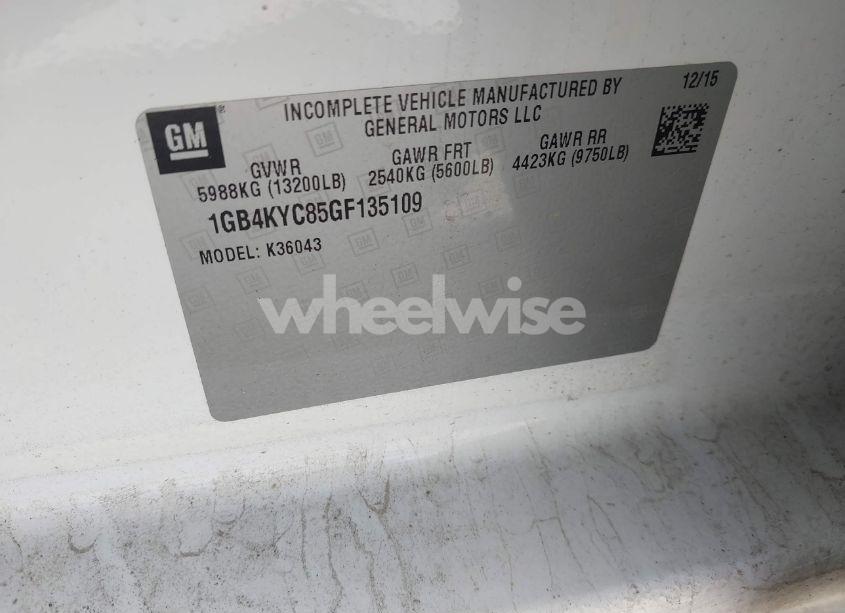 GM
INCOMPLETE VEHICLE MANUFACTURED BY
GENERAL MOTORS LLC
12/15
GVWR
5988KG (13200LB)
GAWR FRT
2540KG (5600LB)
GAWR RR
4423KG (9750LB)
1GB4KYC85GF135109
MODEL: K36043
wheelwise